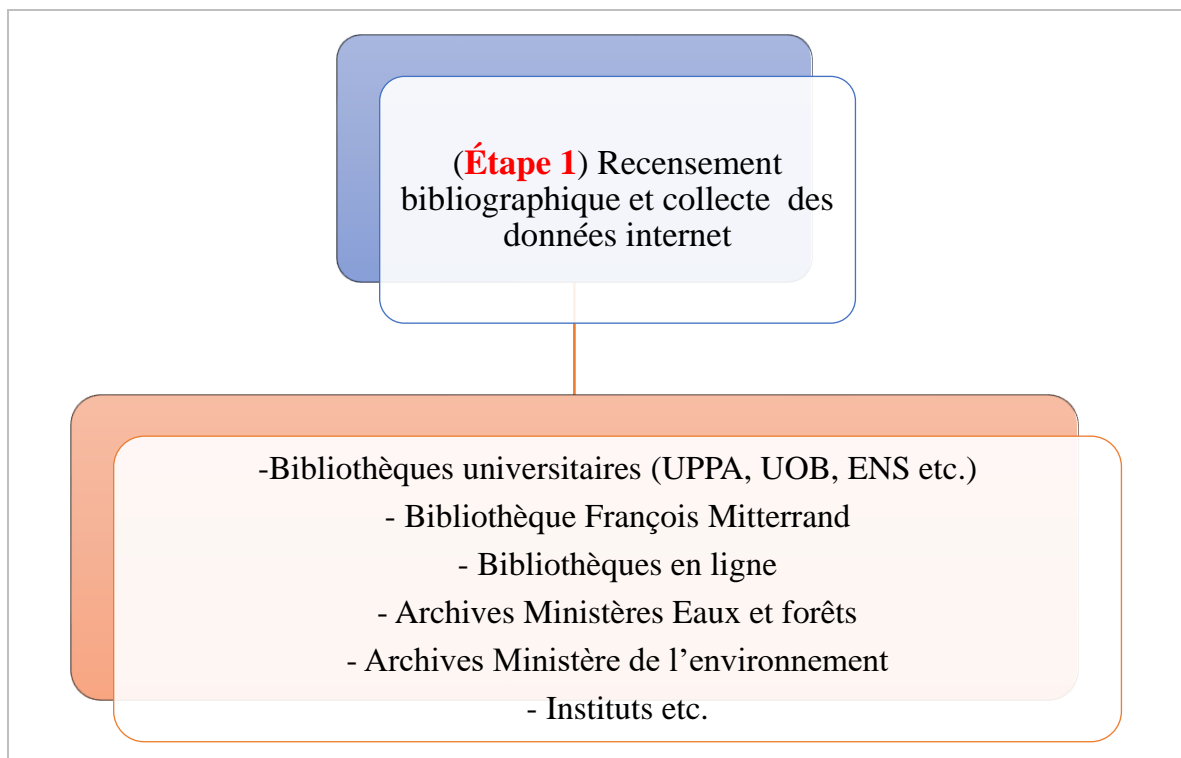 (Étape 1) Recensement
bibliographique et collecte des
données internet
-Bibliothèques universitaires (UPPA, UOB, ENS etc.)
- Bibliothèque François Mitterrand
- Bibliothèques en ligne
- Archives Ministères Eaux et forêts
- Archives Ministère de l’environnement
- Instituts etc.